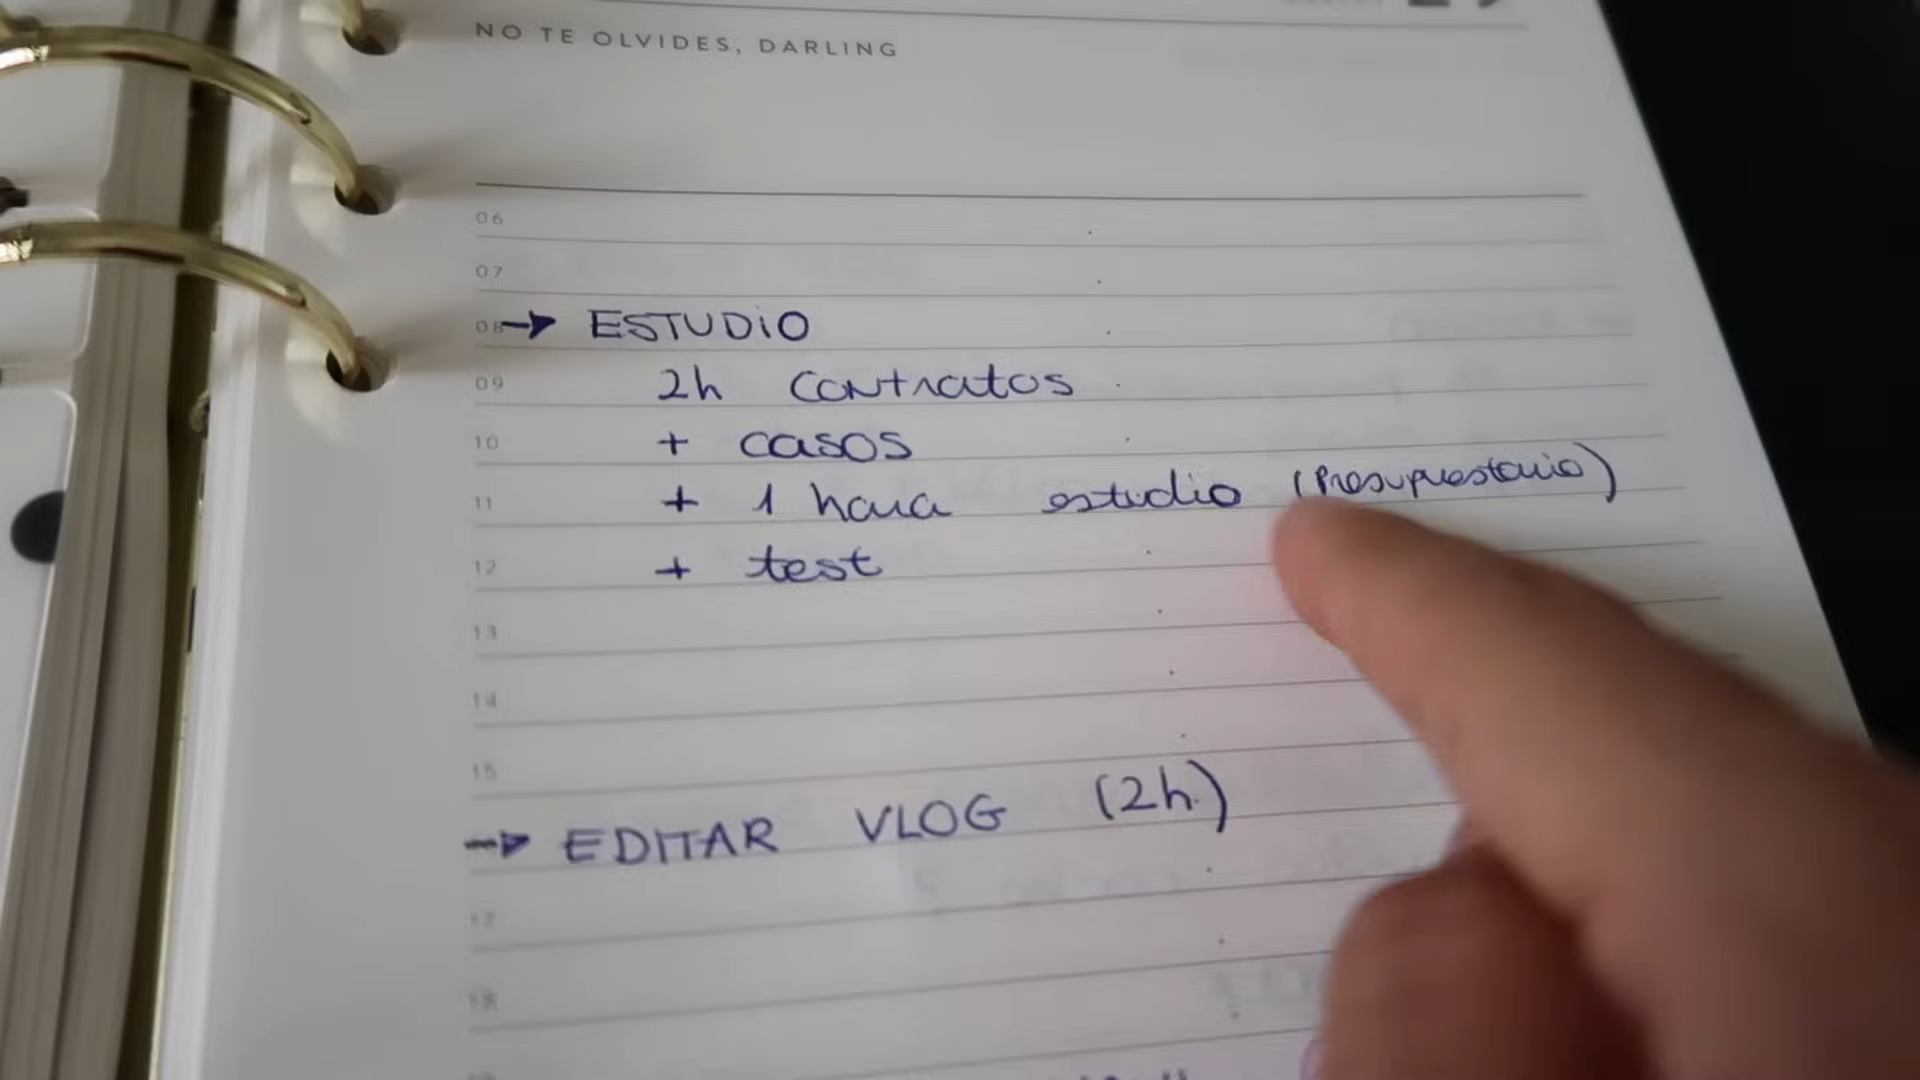 NO TE OLVIDES, DARLING
06
07
08 → ESTUDIO
09 2h contratos
10 + casos
11 + 1 hora estudio (Presupuestario)
12 + test
13
14
15
→ EDITAR VLOG (2h.)
17
18